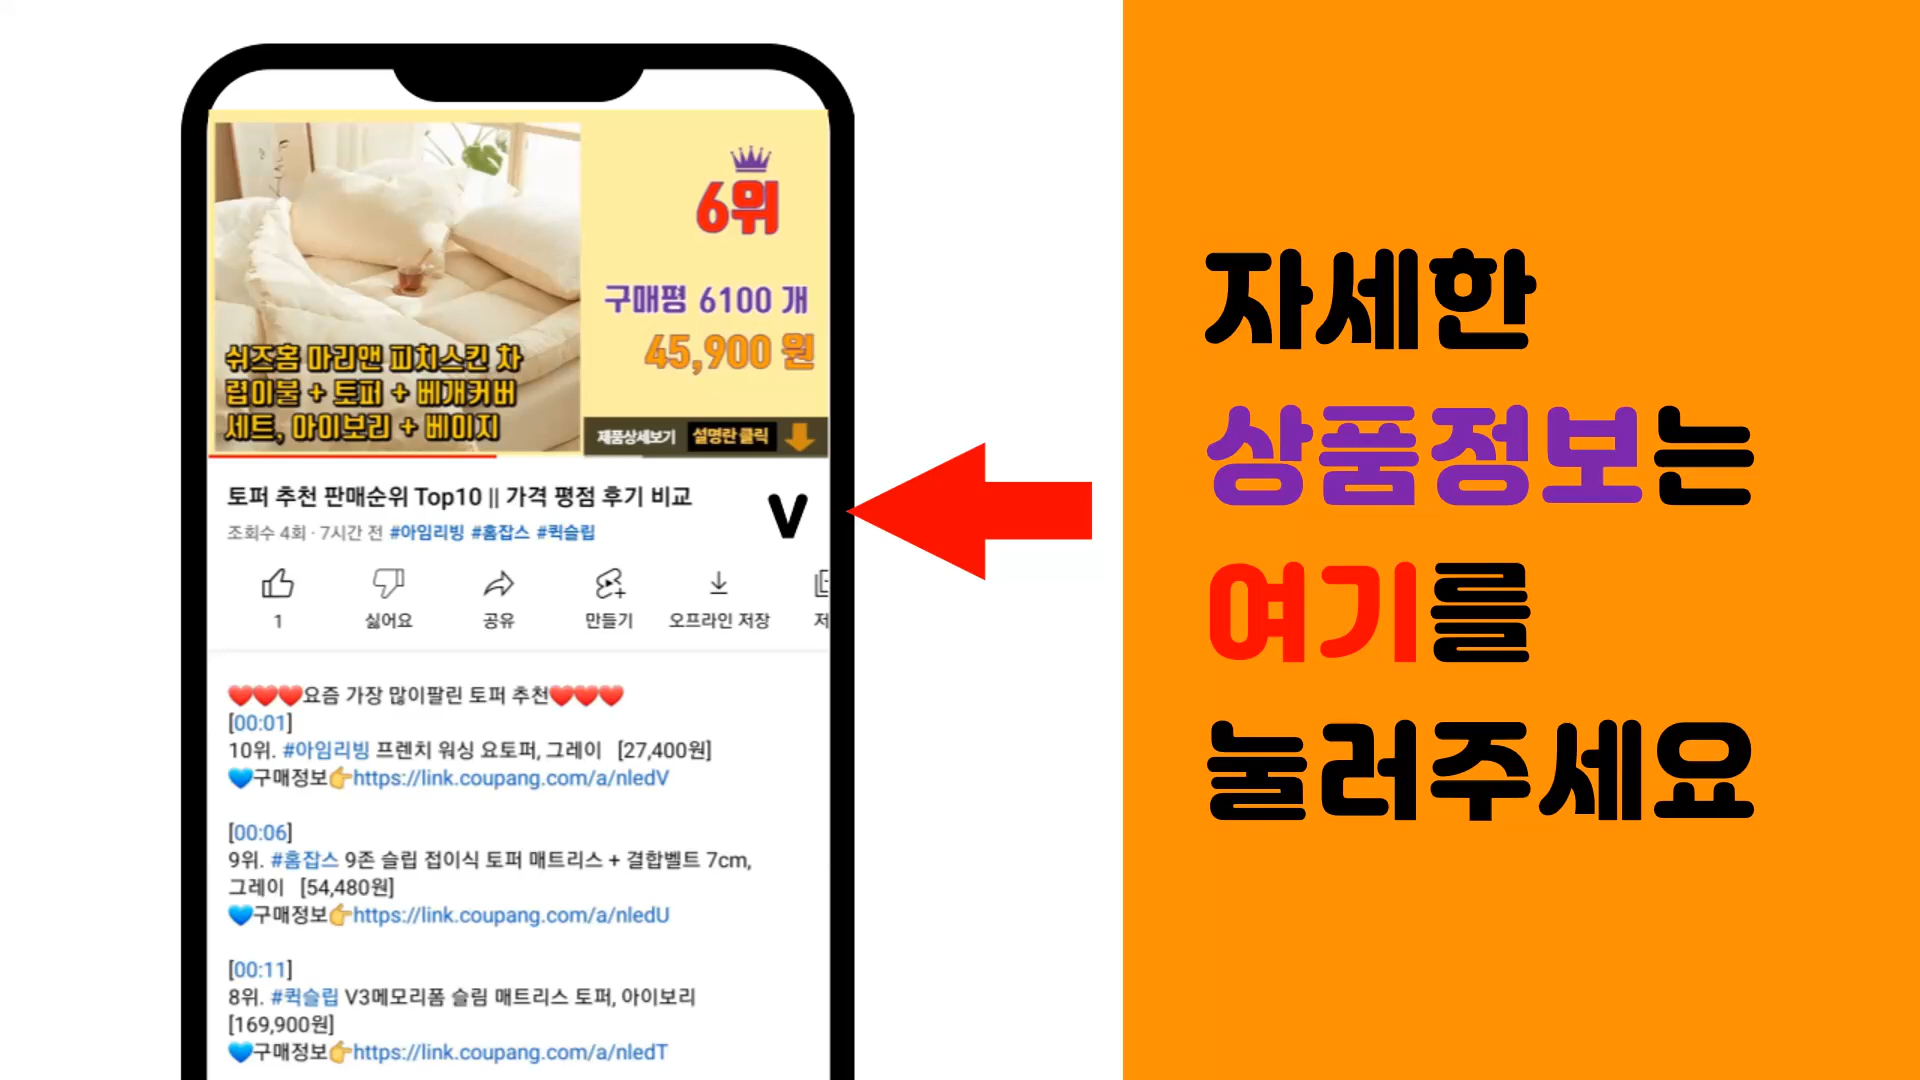 6위
구매평 6100 개
45,900 원
쉬즈홈 마리앤 피치스킨 차
렵이불 + 토퍼 + 베개커버
세트, 아이보리 + 베이지
제품상세보기 설명란 클릭
토퍼 추천 판매순위 Top10 || 가격 평점 후기 비교
V
조회수 4회 · 7시간 전 #아임리빙 #홈잡스 #퀵슬립
1 싫어요 공유 만들기 오프라인 저장 저
❤️❤️❤️요즘 가장 많이팔린 토퍼 추천❤️❤️❤️
[00:01]
10위. #아임리빙 프렌치 워싱 요토퍼, 그레이 [27,400원]
💙구매정보👉https://link.coupang.com/a/nledV
[00:06]
9위. #홈잡스 9존 슬립 접이식 토퍼 매트리스 + 결합벨트 7cm,
그레이 [54,480원]
💙구매정보👉https://link.coupang.com/a/nledU
[00:11]
8위. #퀵슬립 V3메모리폼 슬림 매트리스 토퍼, 아이보리
[169,900원]
💙구매정보👉https://link.coupang.com/a/nledT
자세한
상품정보는
여기를
눌러주세요